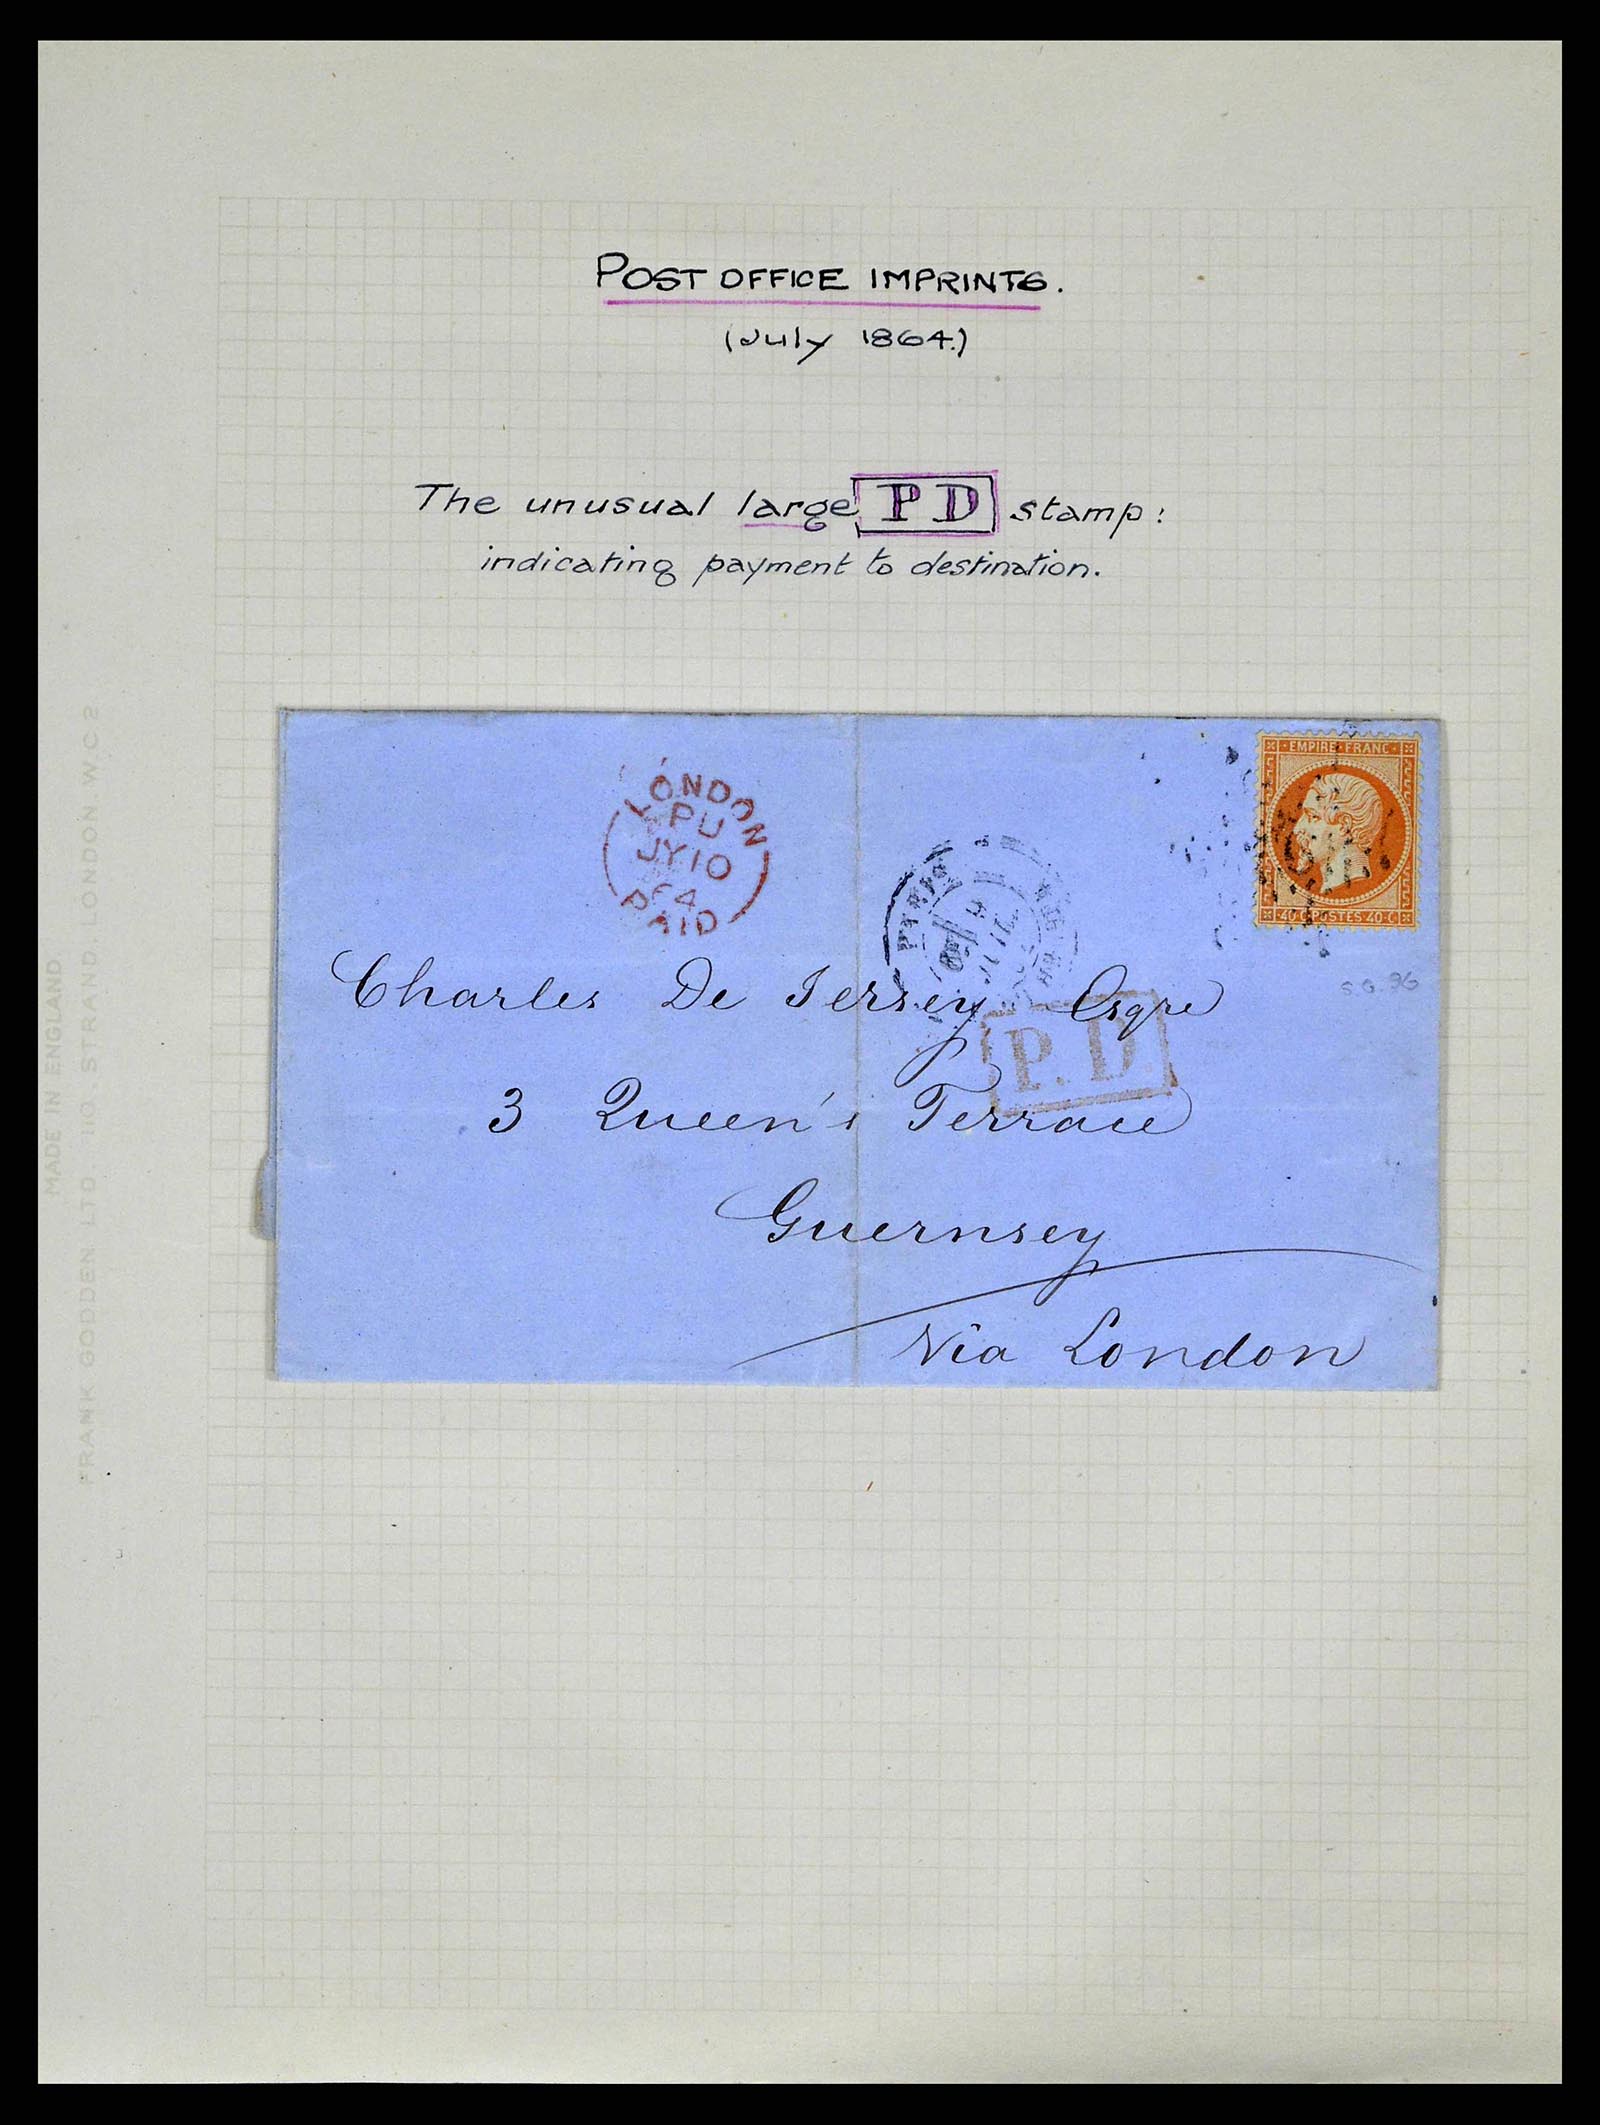 POST OFFICE IMPRINTS.
(July 1864.)
The unusual large PD stamp:
indicating payment to destination.
LONDON
PU
JY 10
64
PAID
EMPIRE FRANC
40 C POSTES 40 C
S.G. 96
Charles De Jersey Esqre
P.D.
3 Queen's Terrace
Guernsey
Via London
MADE IN ENGLAND.
FRANK GODDEN LTD. 110, STRAND, LONDON W.C 2